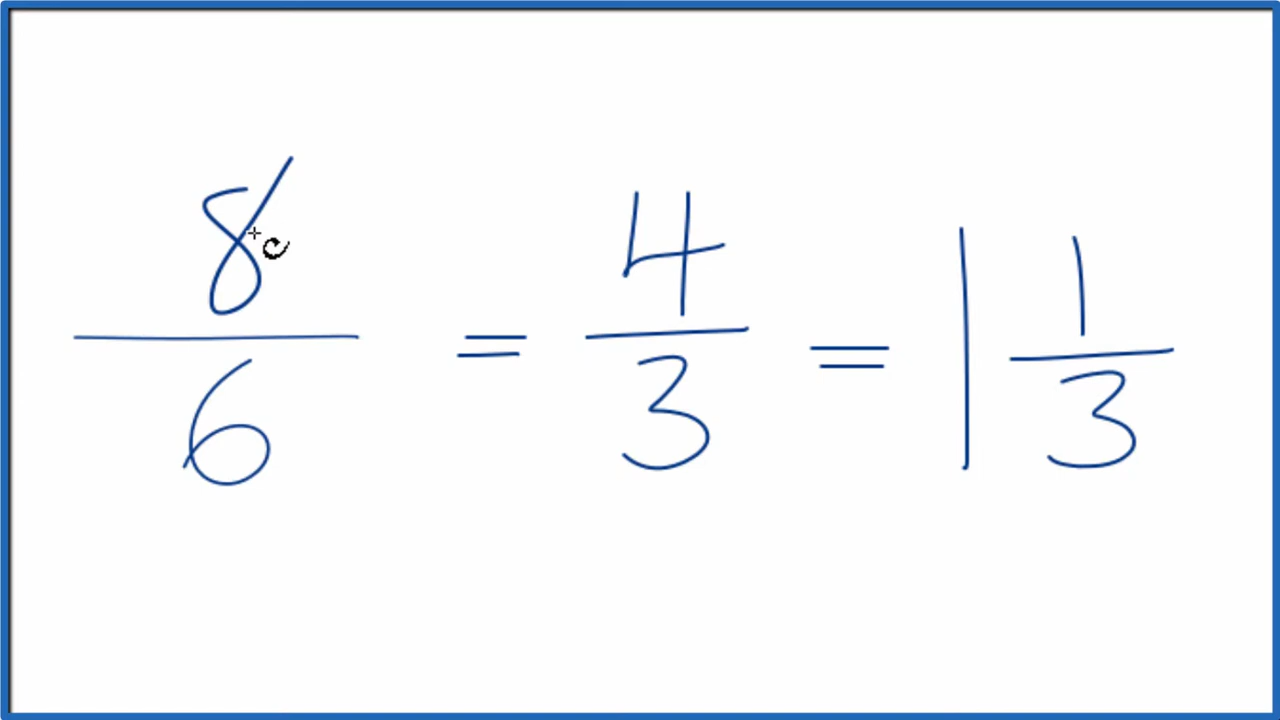 8/6 = 4/3 = 1 1/3